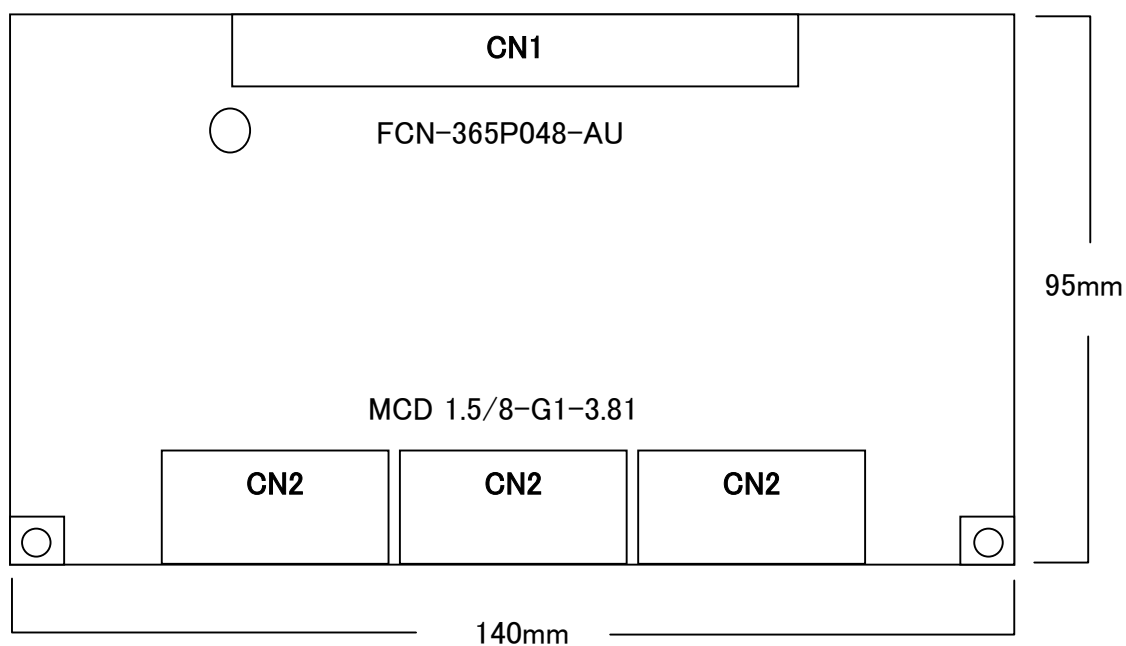 CN1
FCN-365P048-AU
95mm
MCD 1.5/8-G1-3.81
CN2 CN2 CN2
140mm